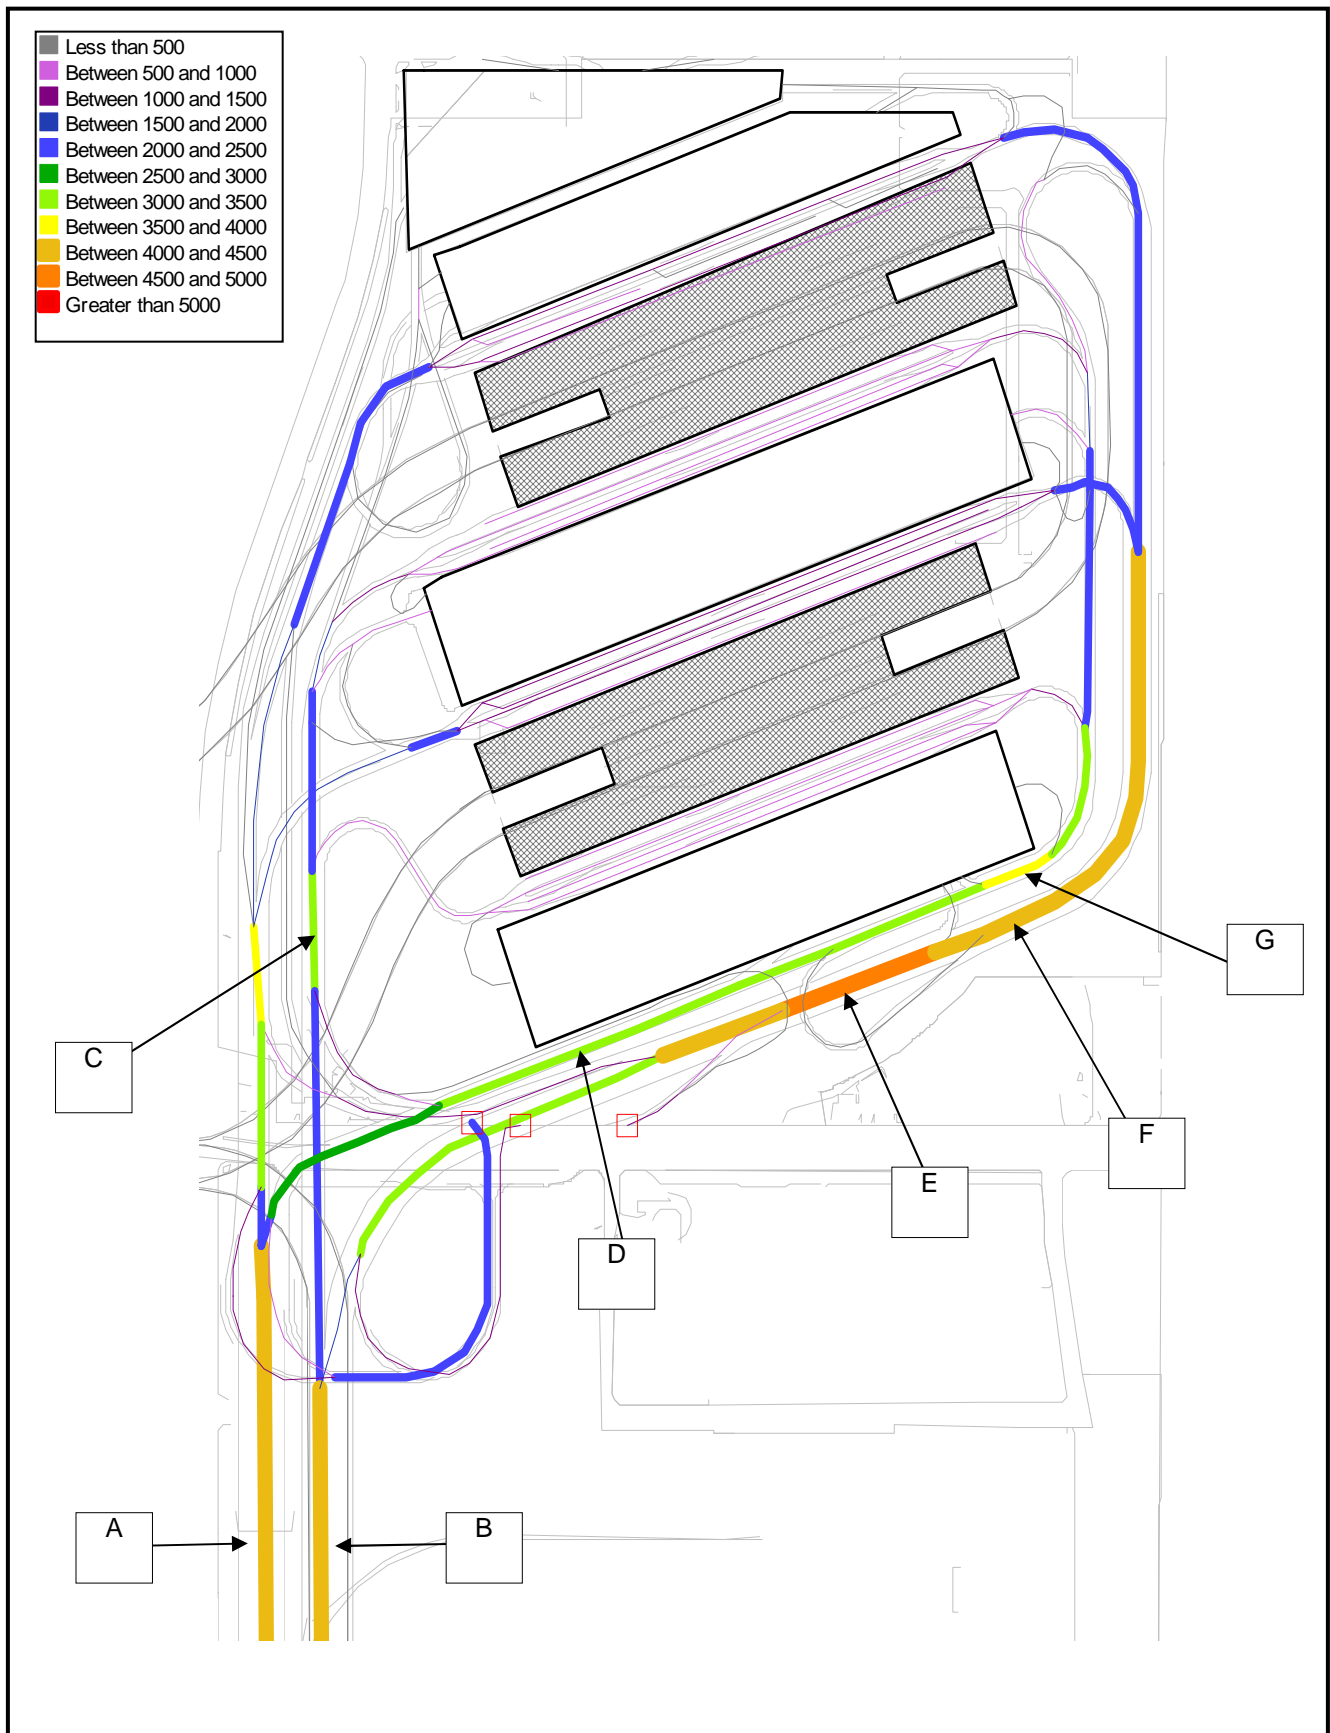 Less than 500
Between 500 and 1000
Between 1000 and 1500
Between 1500 and 2000
Between 2000 and 2500
Between 2500 and 3000
Between 3000 and 3500
Between 3500 and 4000
Between 4000 and 4500
Between 4500 and 5000
Greater than 5000
G
C
F
E
D
A
B